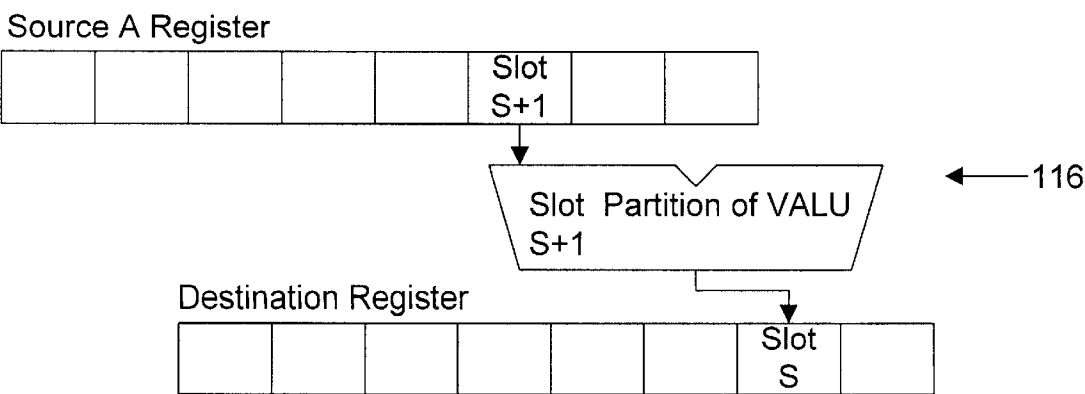 Source A Register
Slot
S+1
116
Slot Partition of VALU
S+1
Destination Register
Slot
S